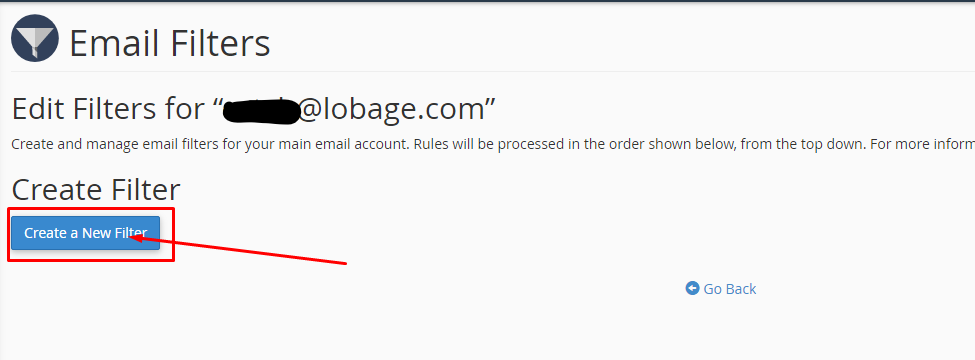 Email Filters
Edit Filters for “@lobage.com”
Create and manage email filters for your main email account. Rules will be processed in the order shown below, from the top down. For more
Create Filter
Create a New Filter
Go Back